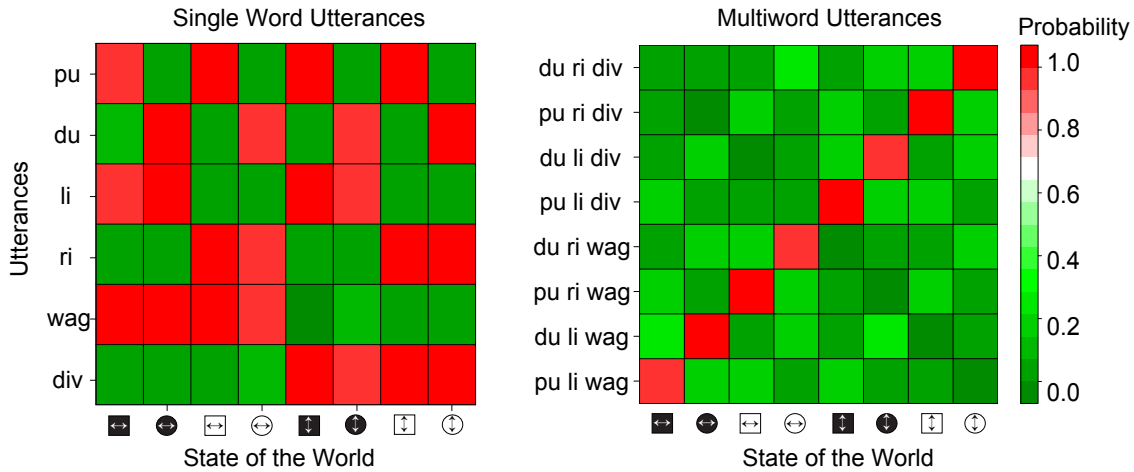 Single Word Utterances
Multiword Utterances
Probability
Utterances
pu
du
li
ri
wag
div
State of the World
du ri div
pu ri div
du li div
pu li div
du ri wag
pu ri wag
du li wag
pu li wag
State of the World
1.0
0.8
0.6
0.4
0.2
0.0